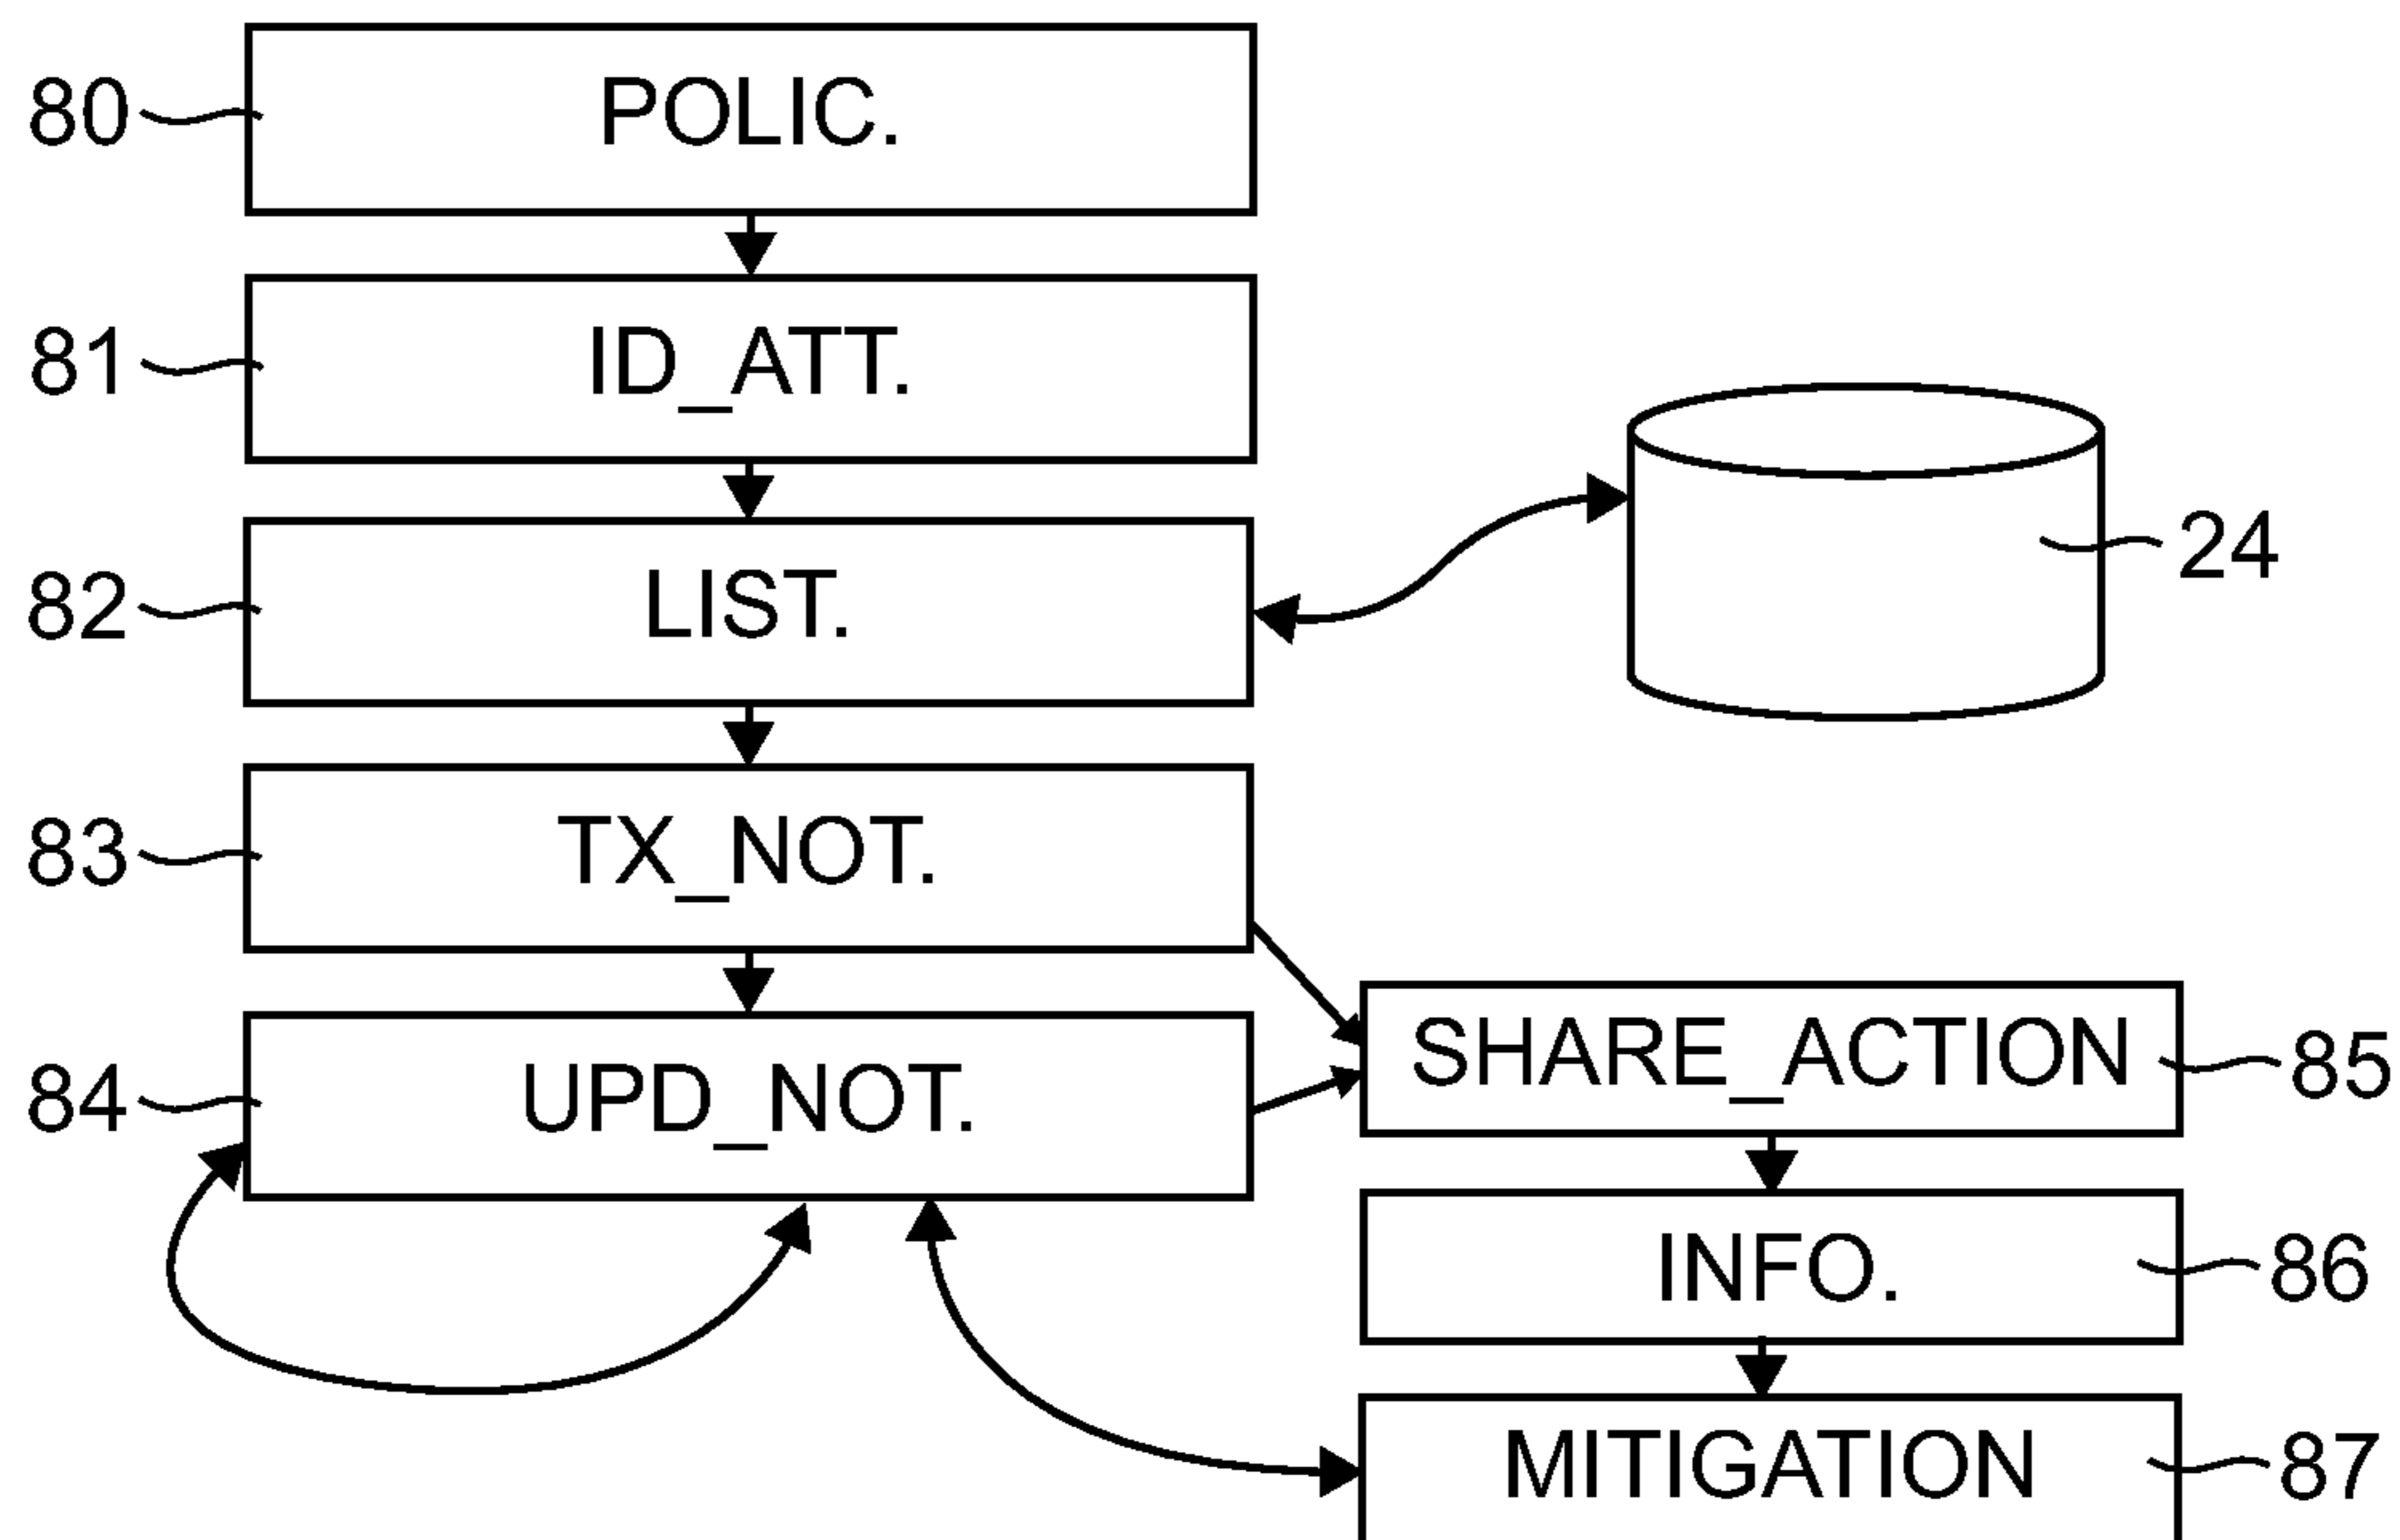 80 POLIC.
81 ID_ATT.
82 LIST.
24
83 TX_NOT.
84 UPD_NOT.
SHARE_ACTION 85
INFO. 86
MITIGATION 87